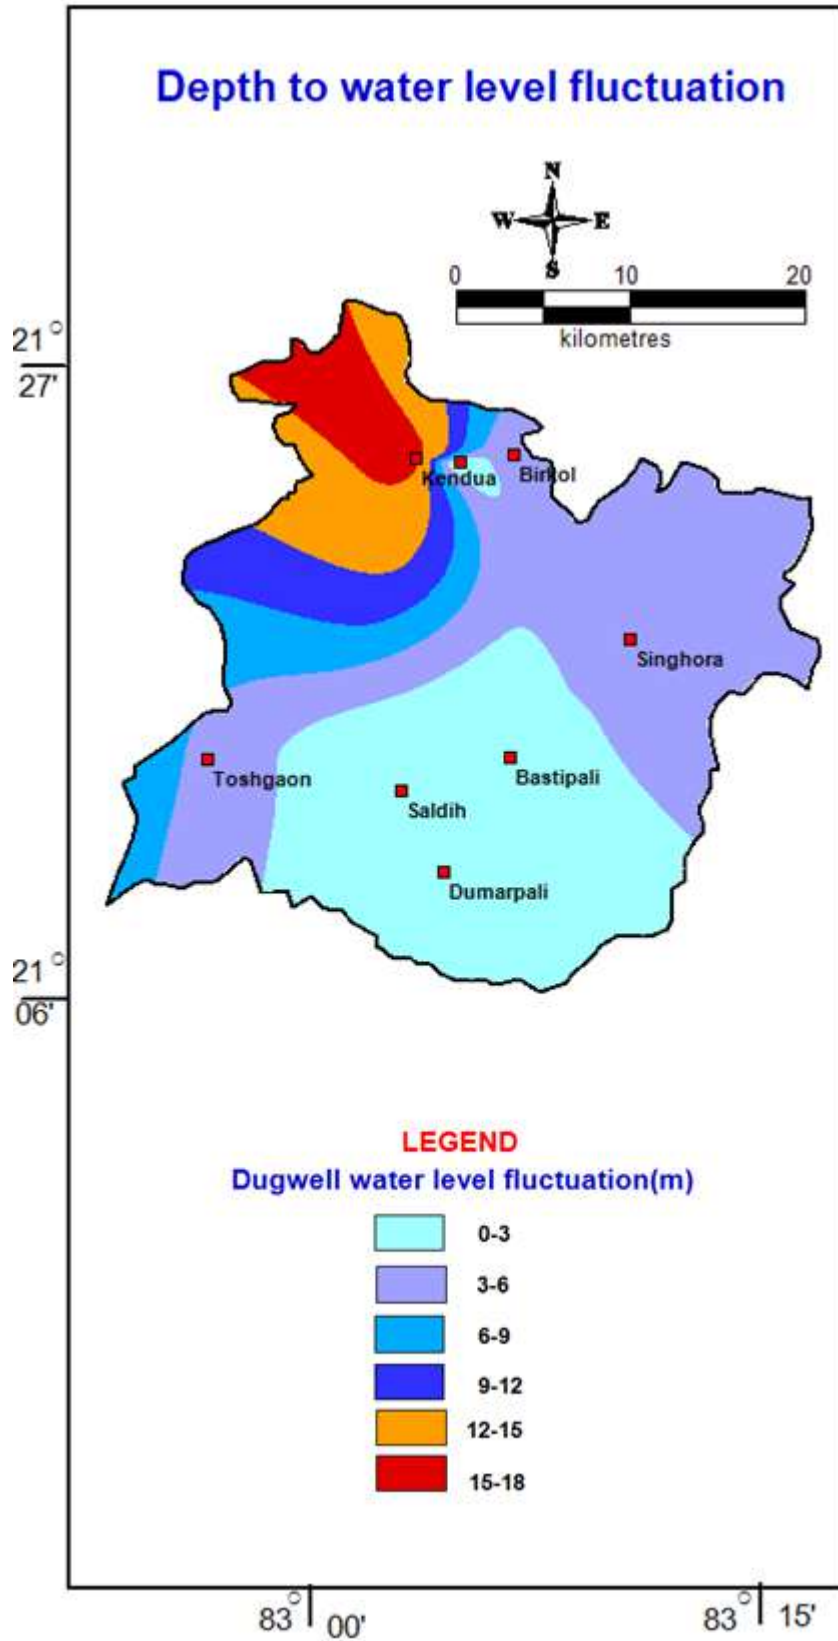 Depth to water level fluctuation
N
W E
S
0 10 20
kilometres
21°
27'
Kendua
Birkol
Singhora
Toshgaon
Bastipali
Saldih
Dumarpali
21°
06'
LEGEND
Dugwell water level fluctuation(m)
0-3
3-6
6-9
9-12
12-15
15-18
83° 00'
83° 15'